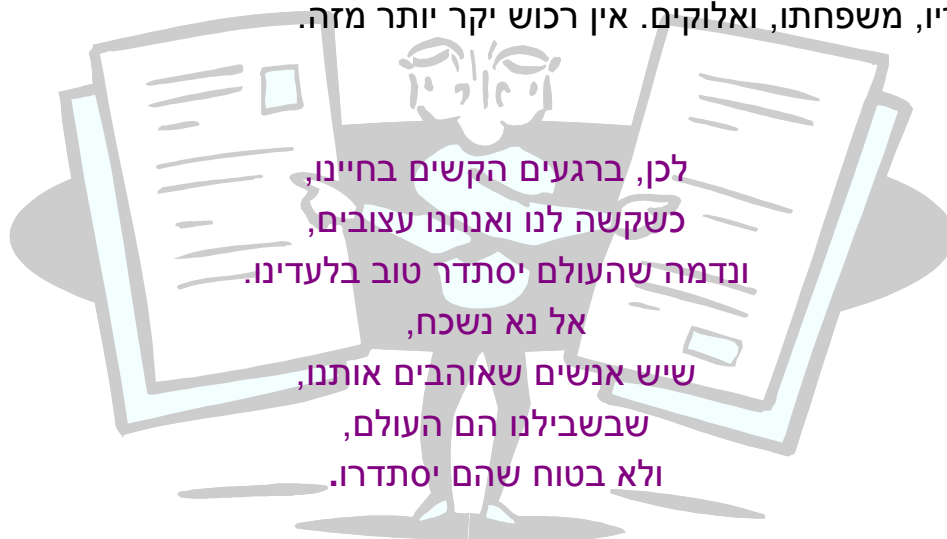 משפחתו, ואלוקים. אין רכוש יקר יותר מזה.
לכן, ברגעים הקשים בחיינו,
כשקשה לנו ואנחנו עצובים,
ונדמה שהעולם יסתדר טוב בלעדינו.
אל נא נשכח,
שיש אנשים שאוהבים אותנו,
שבשבילנו הם העולם,
ולא בטוח שהם יסתדרו.